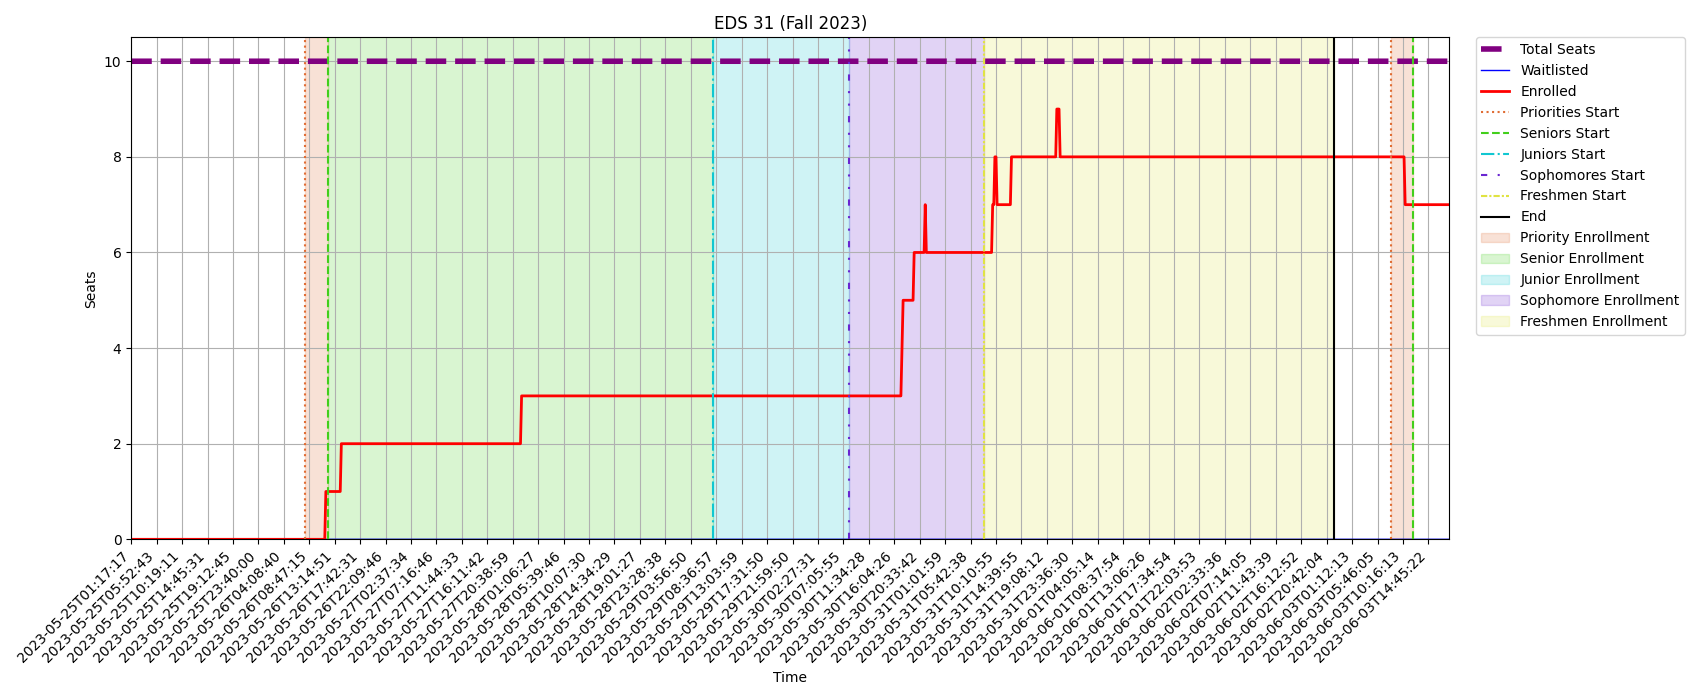 EDS 31 (Fall 2023)
10
8
6
4
2
0
Seats
2023-05-25T01:17:17
2023-05-25T05:52:43
2023-05-25T10:19:11
2023-05-25T14:45:31
2023-05-25T19:12:45
2023-05-25T23:40:00
2023-05-26T04:08:40
2023-05-26T08:47:15
2023-05-26T13:14:51
2023-05-26T17:42:31
2023-05-26T22:09:46
2023-05-27T02:37:34
2023-05-27T07:16:46
2023-05-27T11:44:33
2023-05-27T16:11:42
2023-05-27T20:38:59
2023-05-28T01:06:27
2023-05-28T05:39:46
2023-05-28T10:07:30
2023-05-28T14:34:29
2023-05-28T19:01:27
2023-05-28T23:28:38
2023-05-29T03:56:50
2023-05-29T08:36:57
2023-05-29T13:03:59
2023-05-29T17:31:50
2023-05-29T21:59:50
2023-05-30T02:27:31
2023-05-30T07:05:55
2023-05-30T11:34:28
2023-05-30T16:04:26
2023-05-30T20:33:42
2023-05-31T01:01:59
2023-05-31T05:42:38
2023-05-31T10:10:55
2023-05-31T14:39:55
2023-05-31T19:08:12
2023-05-31T23:36:30
2023-06-01T04:05:14
2023-06-01T08:37:54
2023-06-01T13:06:26
2023-06-01T17:34:54
2023-06-01T22:03:53
2023-06-02T02:33:36
2023-06-02T07:14:05
2023-06-02T11:43:39
2023-06-02T16:12:52
2023-06-02T20:42:04
2023-06-03T01:12:13
2023-06-03T05:46:05
2023-06-03T10:16:13
2023-06-03T14:45:22
Time
Total Seats
Waitlisted
Enrolled
Priorities Start
Seniors Start
Juniors Start
Sophomores Start
Freshmen Start
End
Priority Enrollment
Senior Enrollment
Junior Enrollment
Sophomore Enrollment
Freshmen Enrollment